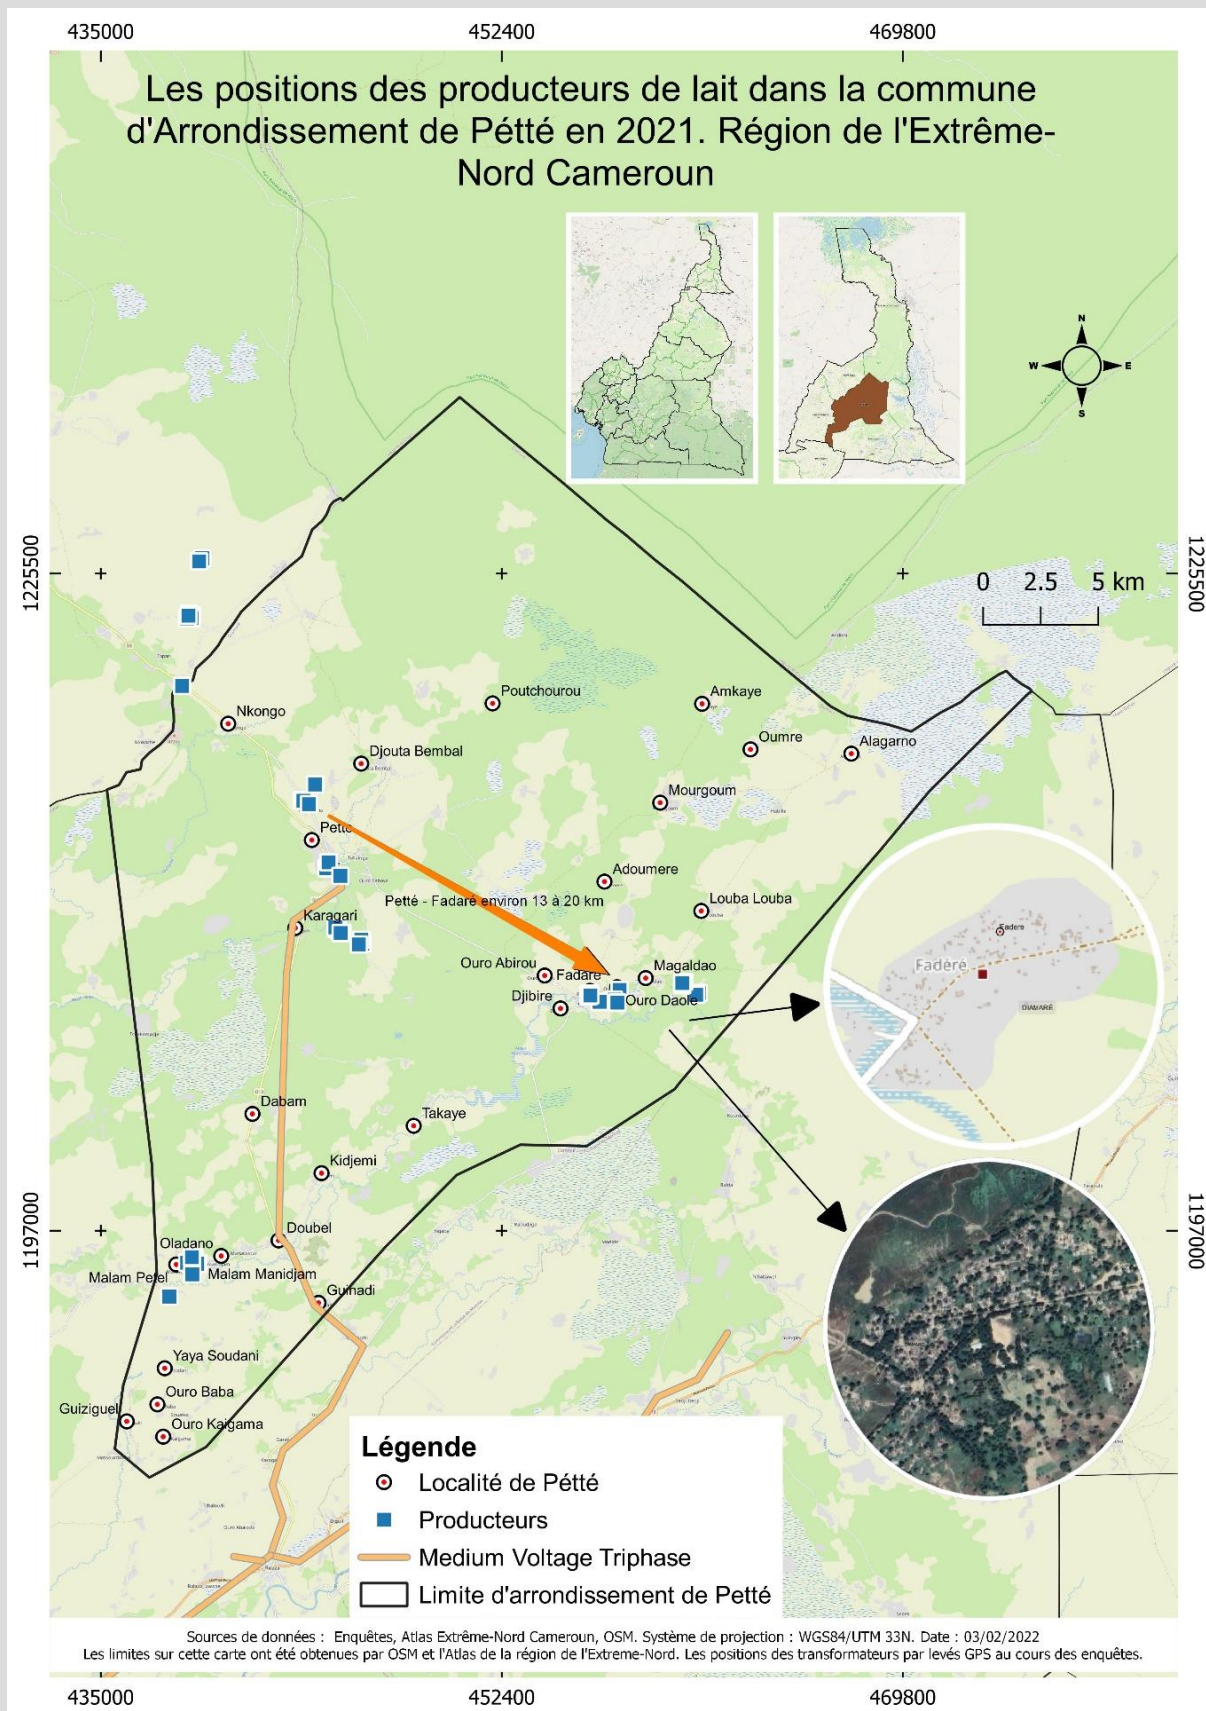 435000
452400
469800
Les positions des producteurs de lait dans la commune
d'Arrondissement de Pétté en 2021. Région de l'Extrême-
Nord Cameroun
N
W
E
S
1225500
1225500
0 2.5 5 km
Poutchourou
Amkaye
Nkongo
Oumre
Alagarno
Djouta Bembal
Mourgoum
Petté
Adoumere
Petté - Fadaré environ 13 à 20 km
Louba Louba
Karagari
Fadere
Ouro Abirou
Fadaré
Magaldao
Fadéré
Djibire
Ouro Daole
DIAMARÉ
Dabam
Takaye
Kidjemi
1197000
1197000
Doubel
Oladano
Malam Petel
Malam Manidjam
Guinadi
Yaya Soudani
Ouro Baba
Guiziguel
Ouro Kaigama
Légende
Localité de Pétté
Producteurs
Medium Voltage Triphase
Limite d'arrondissement de Petté
Sources de données : Enquêtes, Atlas Extrême-Nord Cameroun, OSM. Système de projection : WGS84/UTM 33N. Date : 03/02/2022
Les limites sur cette carte ont été obtenues par OSM et l'Atlas de la région de l'Extreme-Nord. Les positions des transformateurs par levés GPS au cours des enquêtes.
435000
452400
469800